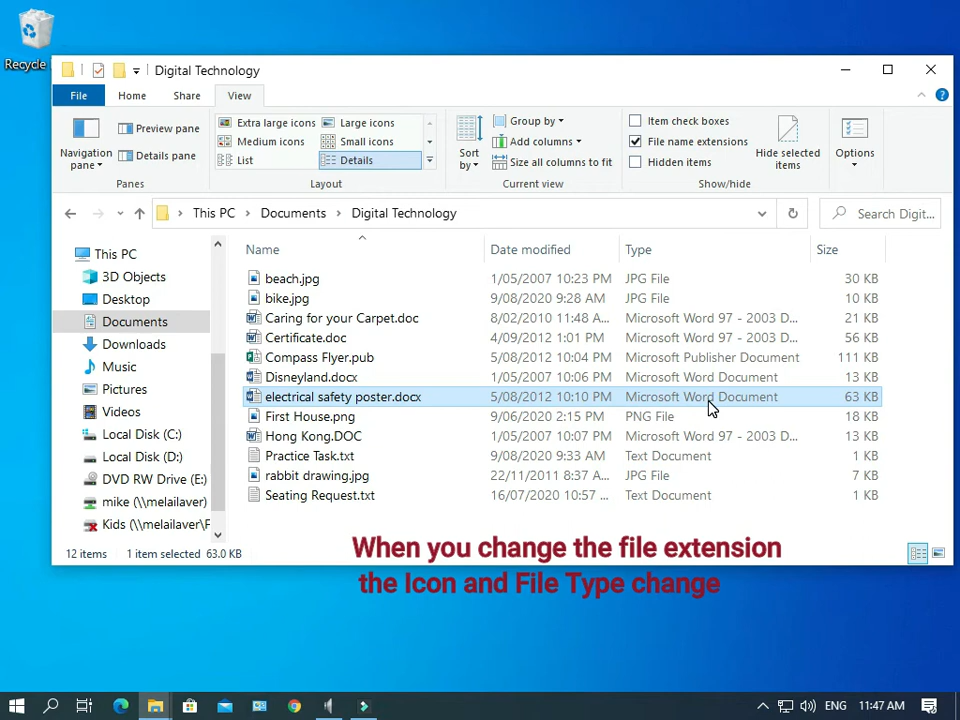 Recycle
Digital Technology
File Home Share View
Navigation pane
Preview pane
Details pane
Panes
Extra large icons Large icons
Medium icons Small icons
List Details
Layout
Sort by
Group by
Add columns
Size all columns to fit
Current view
Item check boxes
File name extensions
Hidden items
Hide selected items
Show/hide
Options
This PC Documents Digital Technology
Search Digit...
This PC
3D Objects
Desktop
Documents
Downloads
Music
Pictures
Videos
Local Disk (C:)
Local Disk (D:)
DVD RW Drive (E:)
mike (\\melailaver)
Kids (\\melailaver\F
Name Date modified Type Size
beach.jpg 1/05/2007 10:23 PM JPG File 30 KB
bike.jpg 9/08/2020 9:28 AM JPG File 10 KB
Caring for your Carpet.doc 8/02/2010 11:48 A... Microsoft Word 97 - 2003 D... 21 KB
Certificate.doc 4/09/2012 1:01 PM Microsoft Word 97 - 2003 D... 56 KB
Compass Flyer.pub 5/08/2012 10:04 PM Microsoft Publisher Document 111 KB
Disneyland.docx 1/05/2007 10:06 PM Microsoft Word Document 13 KB
electrical safety poster.docx 5/08/2012 10:10 PM Microsoft Word Document 63 KB
First House.png 9/06/2020 2:15 PM PNG File 18 KB
Hong Kong.DOC 1/05/2007 10:07 PM Microsoft Word 97 - 2003 D... 13 KB
Practice Task.txt 9/08/2020 9:33 AM Text Document 1 KB
rabbit drawing.jpg 22/11/2011 8:37 A... JPG File 7 KB
Seating Request.txt 16/07/2020 10:57 ... Text Document 1 KB
12 items 1 item selected 63.0 KB
When you change the file extension
the Icon and File Type change
ENG 11:47 AM